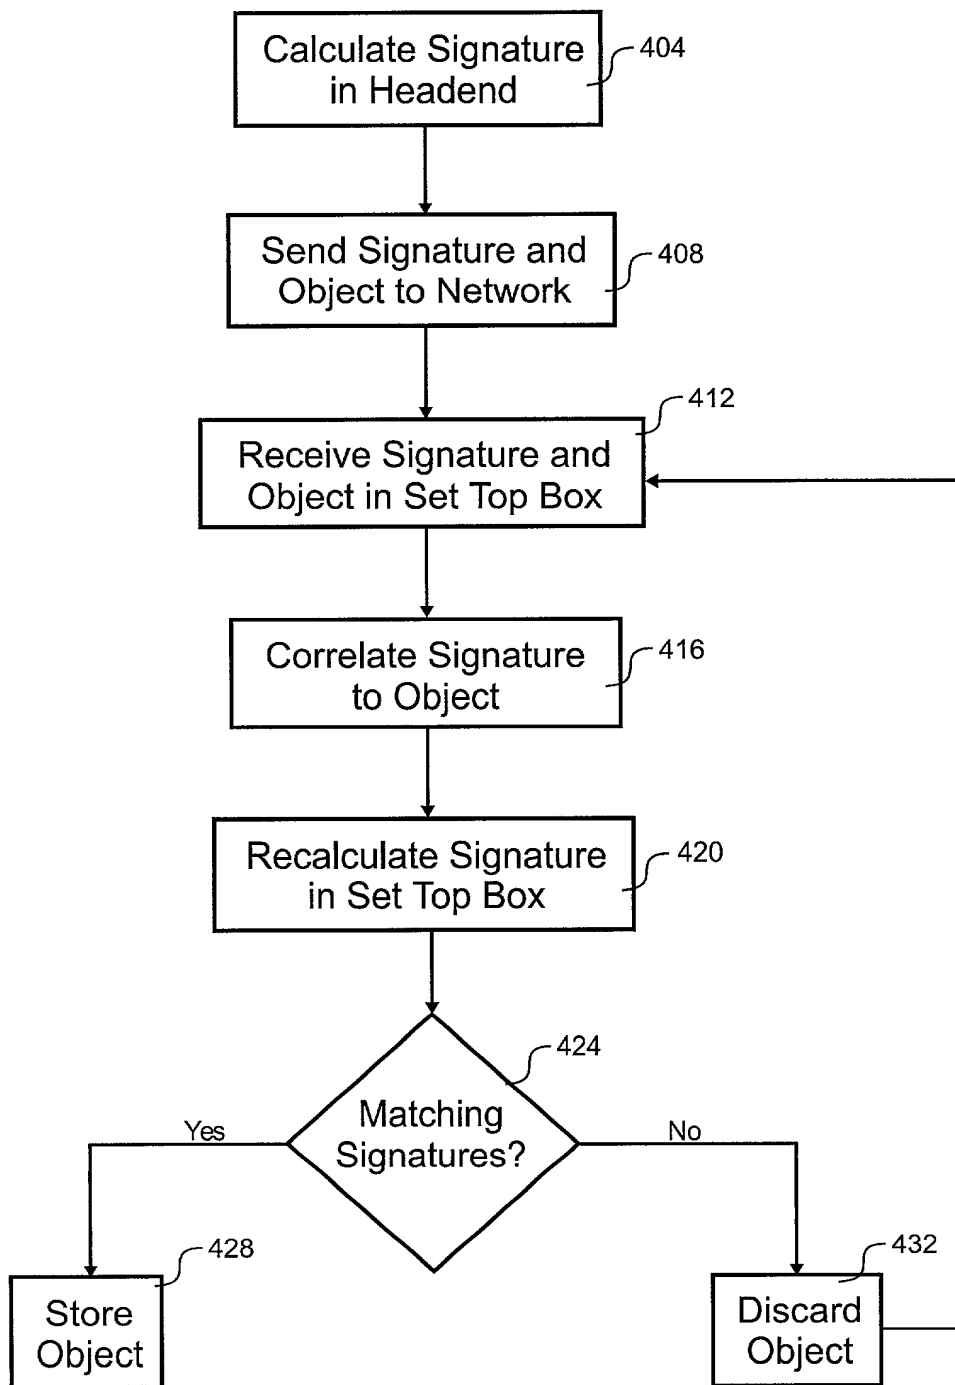 Calculate Signature
in Headend
404
Send Signature and
Object to Network
408
412
Receive Signature and
Object in Set Top Box
Correlate Signature
to Object
416
Recalculate Signature
in Set Top Box
420
424
Matching
Signatures?
Yes
No
428
Store
Object
432
Discard
Object